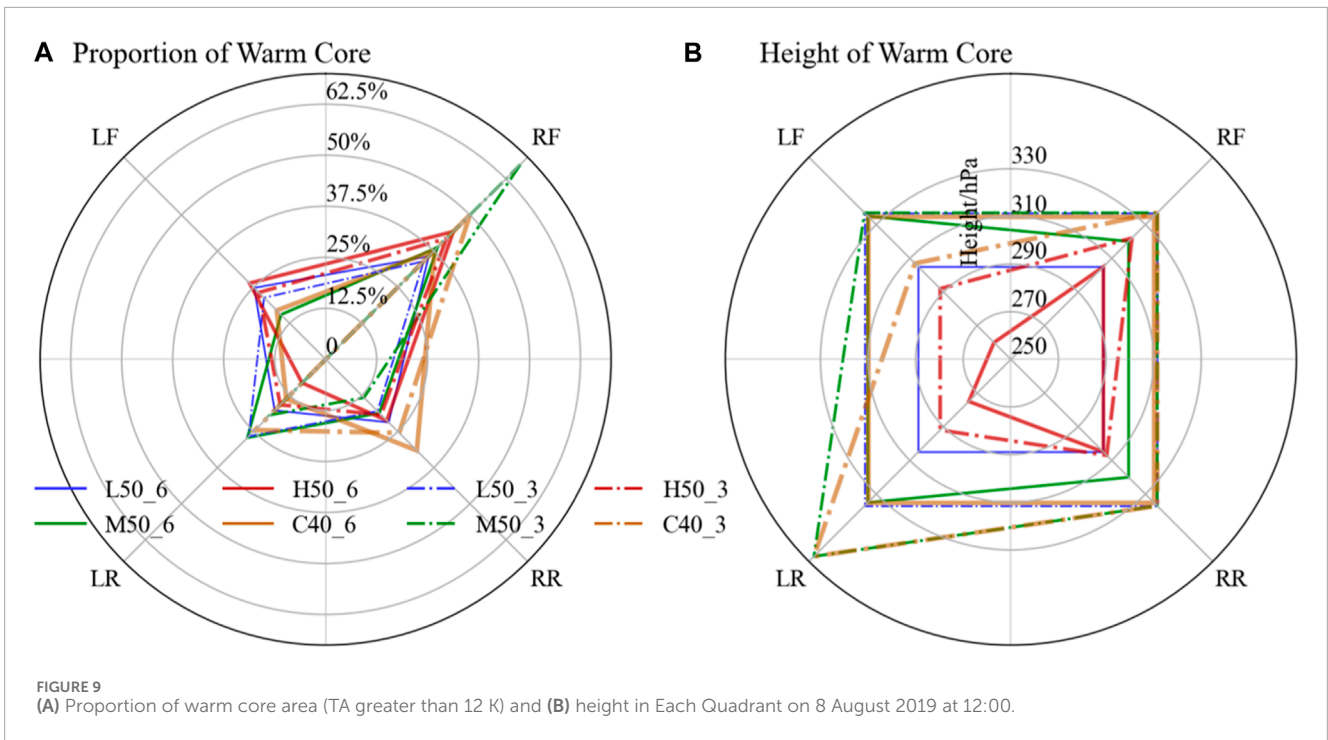 A Proportion of Warm Core
B Height of Warm Core
62.5%
50%
37.5%
25%
12.5%
0
LF
RF
LR
RR
330
310
290
270
250
Height/hPa
LF
RF
LR
RR
L50_6 H50_6 L50_3 H50_3
M50_6 C40_6 M50_3 C40_3
FIGURE 9
(A) Proportion of warm core area (TA greater than 12 K) and (B) height in Each Quadrant on 8 August 2019 at 12:00.